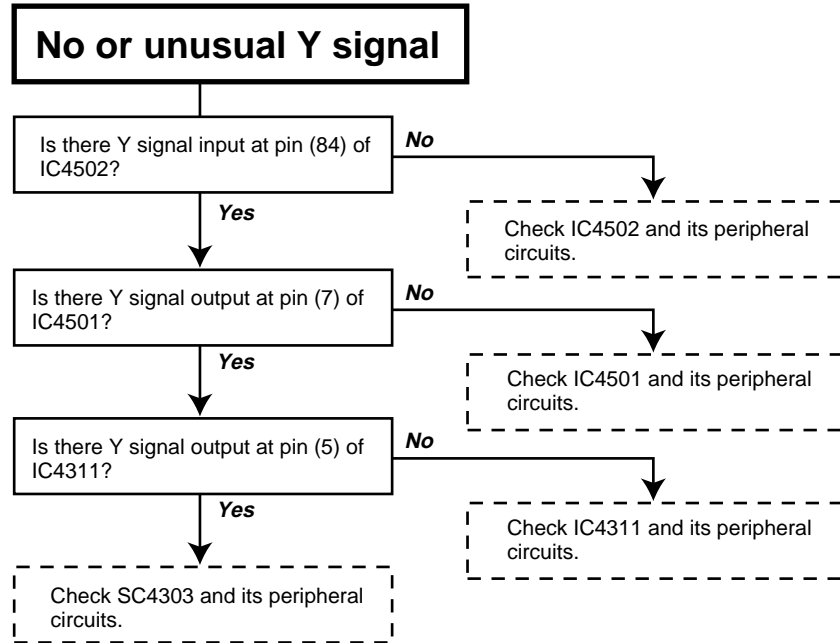 No or unusual Y signal
Is there Y signal input at pin (84) of
IC4502?
No
Yes
Check IC4502 and its peripheral
circuits.
Is there Y signal output at pin (7) of
IC4501?
No
Yes
Check IC4501 and its peripheral
circuits.
Is there Y signal output at pin (5) of
IC4311?
No
Yes
Check IC4311 and its peripheral
circuits.
Check SC4303 and its peripheral
circuits.